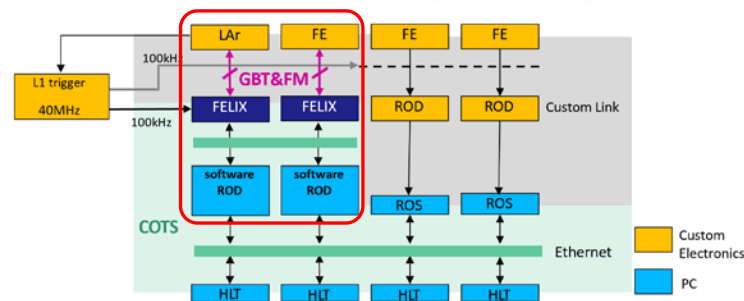 LAr
FE
FE
FE
100kHz
GBT&FM
L1 trigger
40MHz
100kHz
FELIX
FELIX
ROD
ROD
Custom Link
software
ROD
software
ROD
ROS
ROS
COTS
Ethernet
Custom
Electronics
PC
HLT
HLT
HLT
HLT